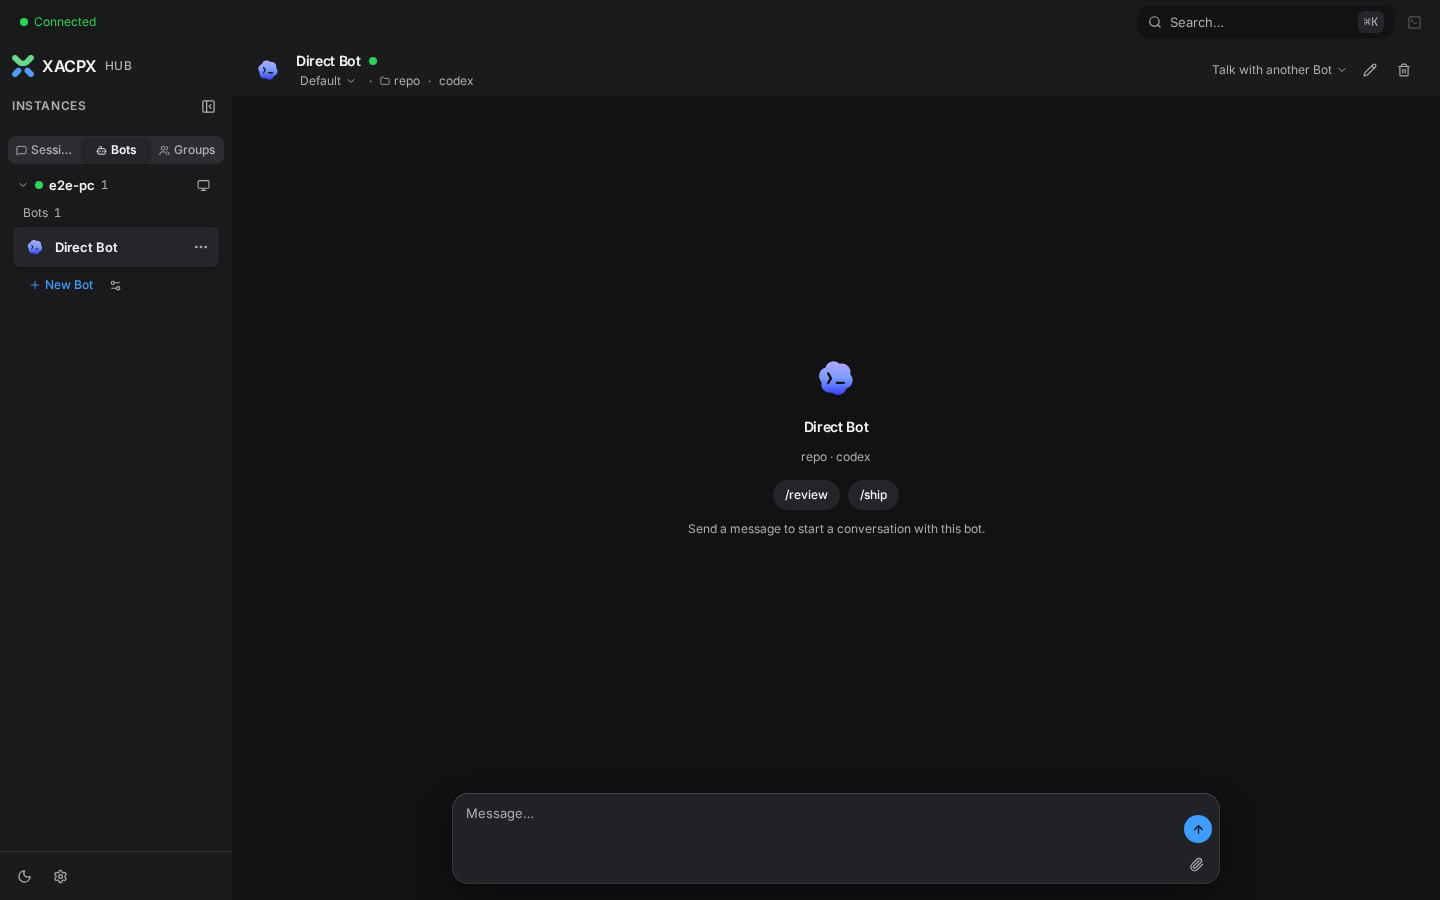 Connected
Search...
⌘K
XACPX HUB
Direct Bot
Default · repo · codex
Talk with another Bot
INSTANCES
Sessi... Bots Groups
e2e-pc 1
Bots 1
Direct Bot
New Bot
Direct Bot
repo · codex
/review /ship
Send a message to start a conversation with this bot.
Message...